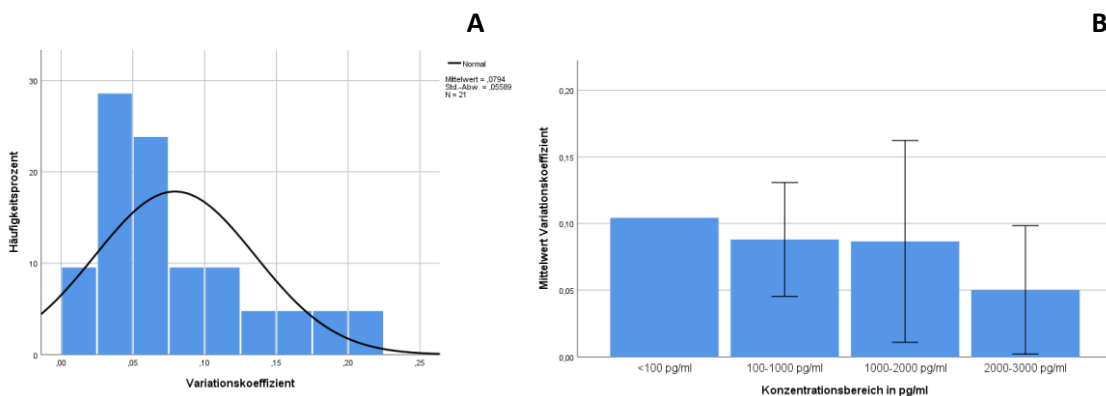 A
Normal
Mittelwert = ,0794
Std.-Abw. = ,05589
N = 21
Häufigkeitsprozent
30
20
10
0
,00 ,05 ,10 ,15 ,20 ,25
Variationskoeffizient
B
Mittelwert Variationskoeffizient
0,20
0,15
0,10
0,05
0,00
<100 pg/ml 100-1000 pg/ml 1000-2000 pg/ml 2000-3000 pg/ml
Konzentrationsbereich in pg/ml